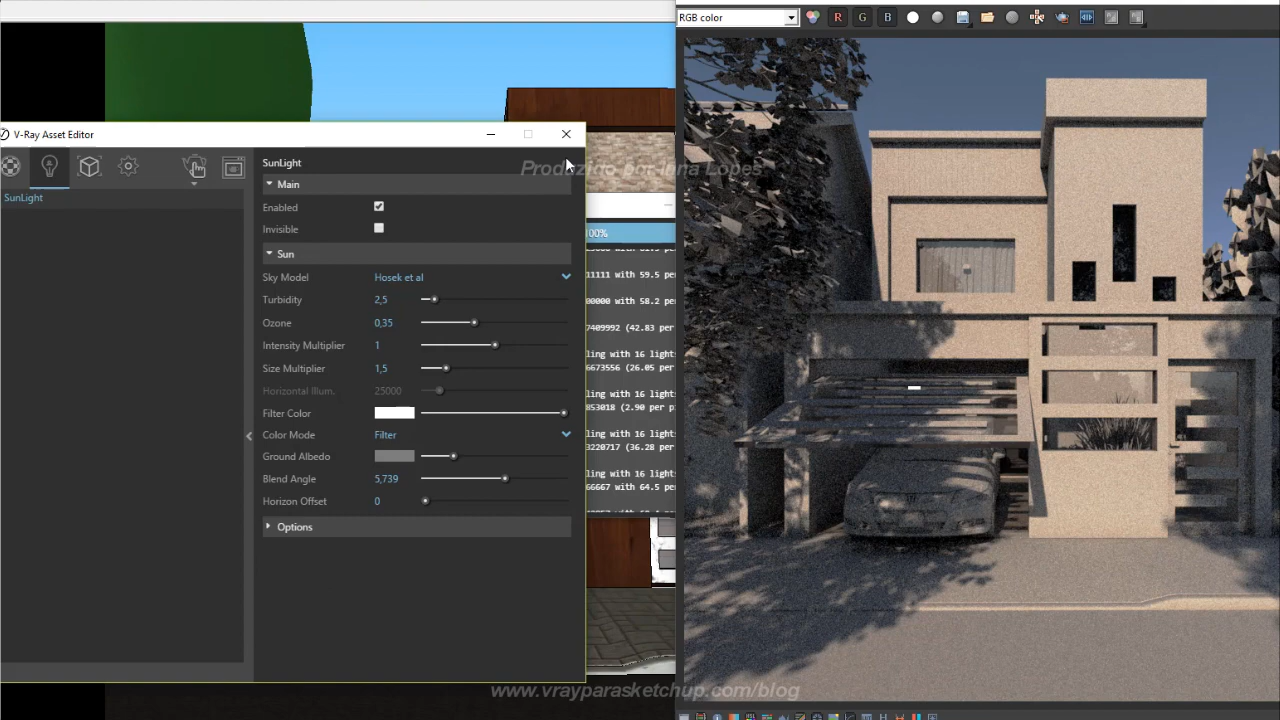 RGB color
R
G
B
V-Ray Asset Editor
SunLight
SunLight
Main
Enabled
Invisible
Sun
Sky Model
Hosek et al
Turbidity
2,5
Ozone
0,35
Intensity Multiplier
1
Size Multiplier
1,5
Horizontal Illum.
25000
Filter Color
Color Mode
Filter
Ground Albedo
Blend Angle
5,739
Horizon Offset
0
Options
Produzido por Inna Lopes
100%
11111 with 59.5 per
00000 with 58.2 per
7409992 (42.83 per
ling with 16 light
6673556 (26.05 per
ling with 16 light
853018 (2.90 per p
ling with 16 light
3220717 (36.28 per
ling with 16 light
66667 with 64.5 per
www.vrayparasketchup.com/blog